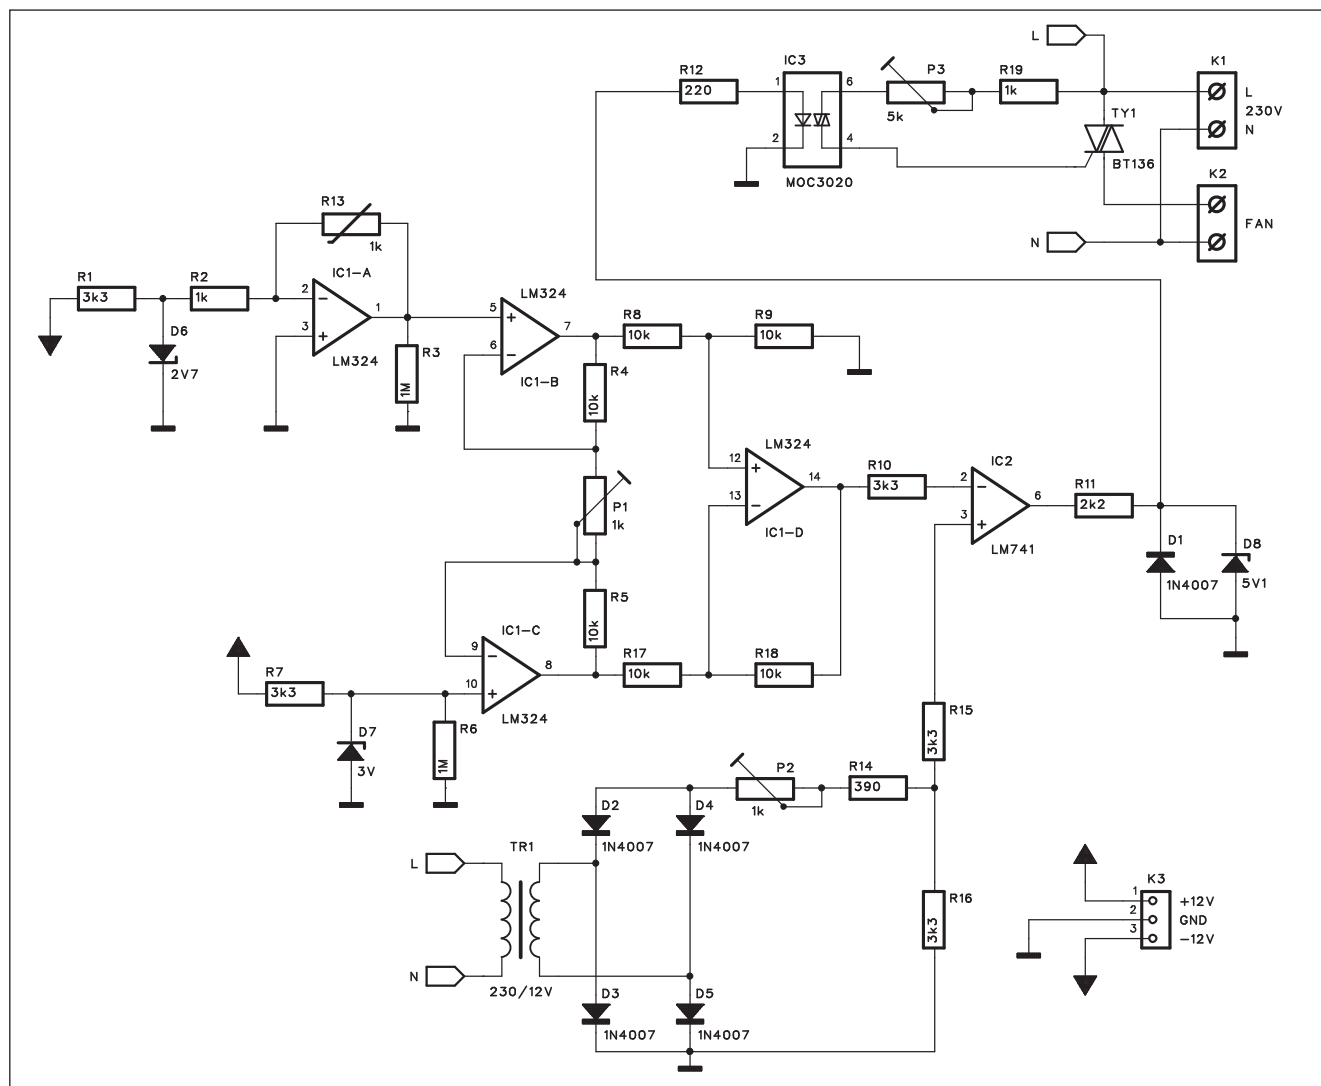 L
K1
L
230V
N
IC3
R12
220
1
6
2
4
MOC3020
P3
5k
R19
1k
TY1
BT136
K2
FAN
N
R13
1k
R1
3k3
R2
1k
IC1-A
2
3
1
LM324
D6
2V7
R3
1M
LM324
5
6
7
IC1-B
R8
10k
R9
10k
R4
10k
LM324
12
13
14
IC1-D
P1
1k
R10
3k3
IC2
2
3
6
LM741
R11
2k2
D1
1N4007
D8
5V1
R5
10k
IC1-C
9
10
8
LM324
R17
10k
R18
10k
R7
3k3
D7
3V
R6
1M
R15
3k3
P2
1k
R14
390
D2
1N4007
D4
1N4007
L
TR1
N
230/12V
D3
1N4007
D5
1N4007
R16
3k3
K3
1
+12V
2
GND
3
-12V